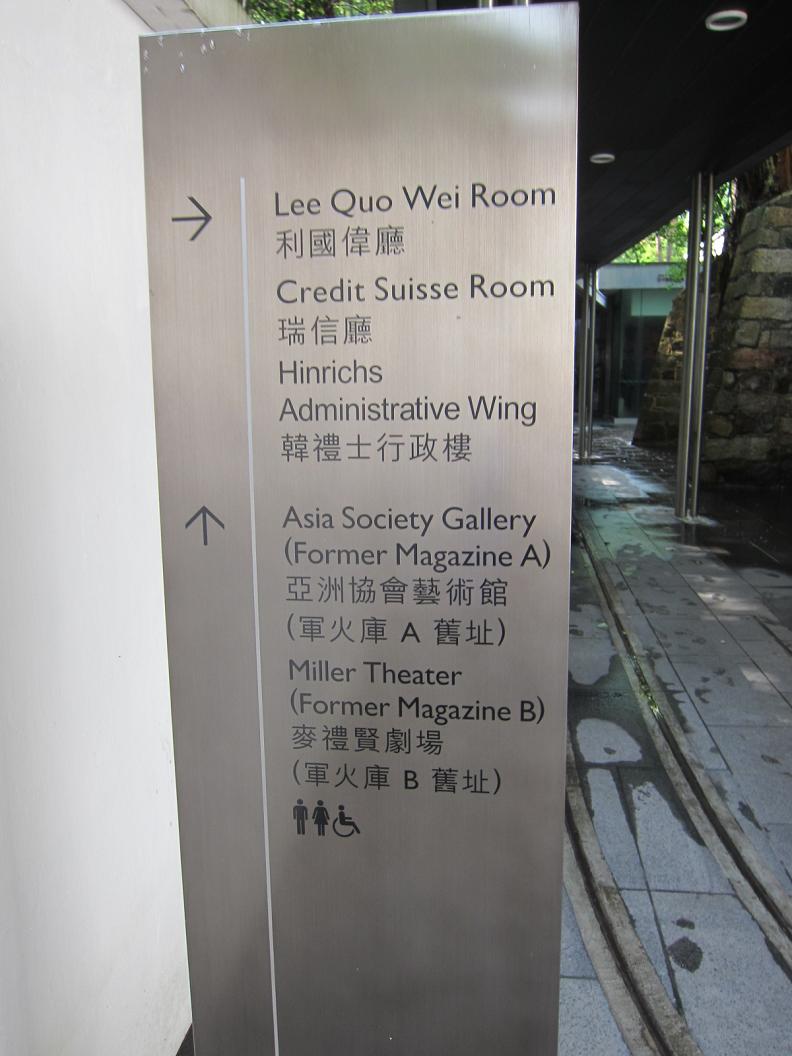 Lee Quo Wei Room
利國偉廳
Credit Suisse Room
瑞信廳
Hinrichs
Administrative Wing
韓禮士行政樓
Asia Society Gallery
(Former Magazine A)
亞洲協會藝術館
(軍火庫 A 舊址)
Miller Theater
(Former Magazine B)
麥禮賢劇場
(軍火庫 B 舊址)